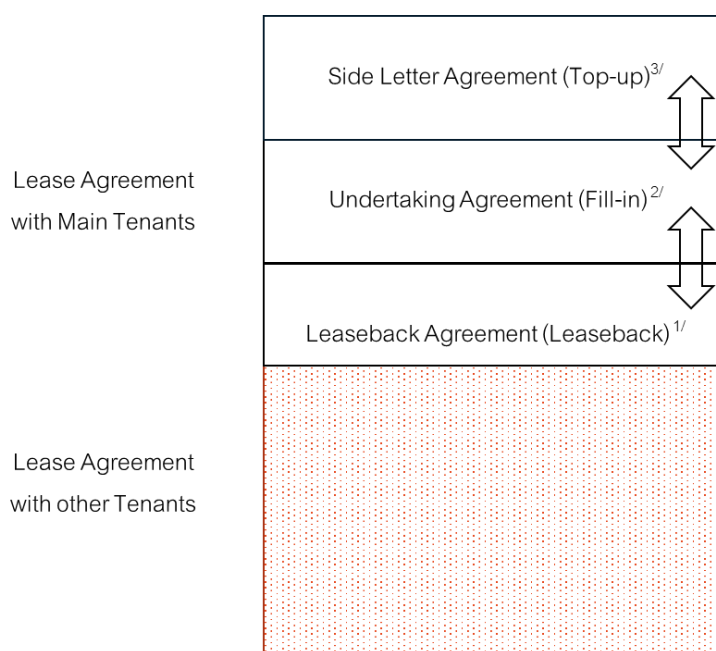 Side Letter Agreement (Top-up)3/
Lease Agreement
with Main Tenants
Undertaking Agreement (Fill-in)2/
Leaseback Agreement (Leaseback)1/
Lease Agreement
with other Tenants